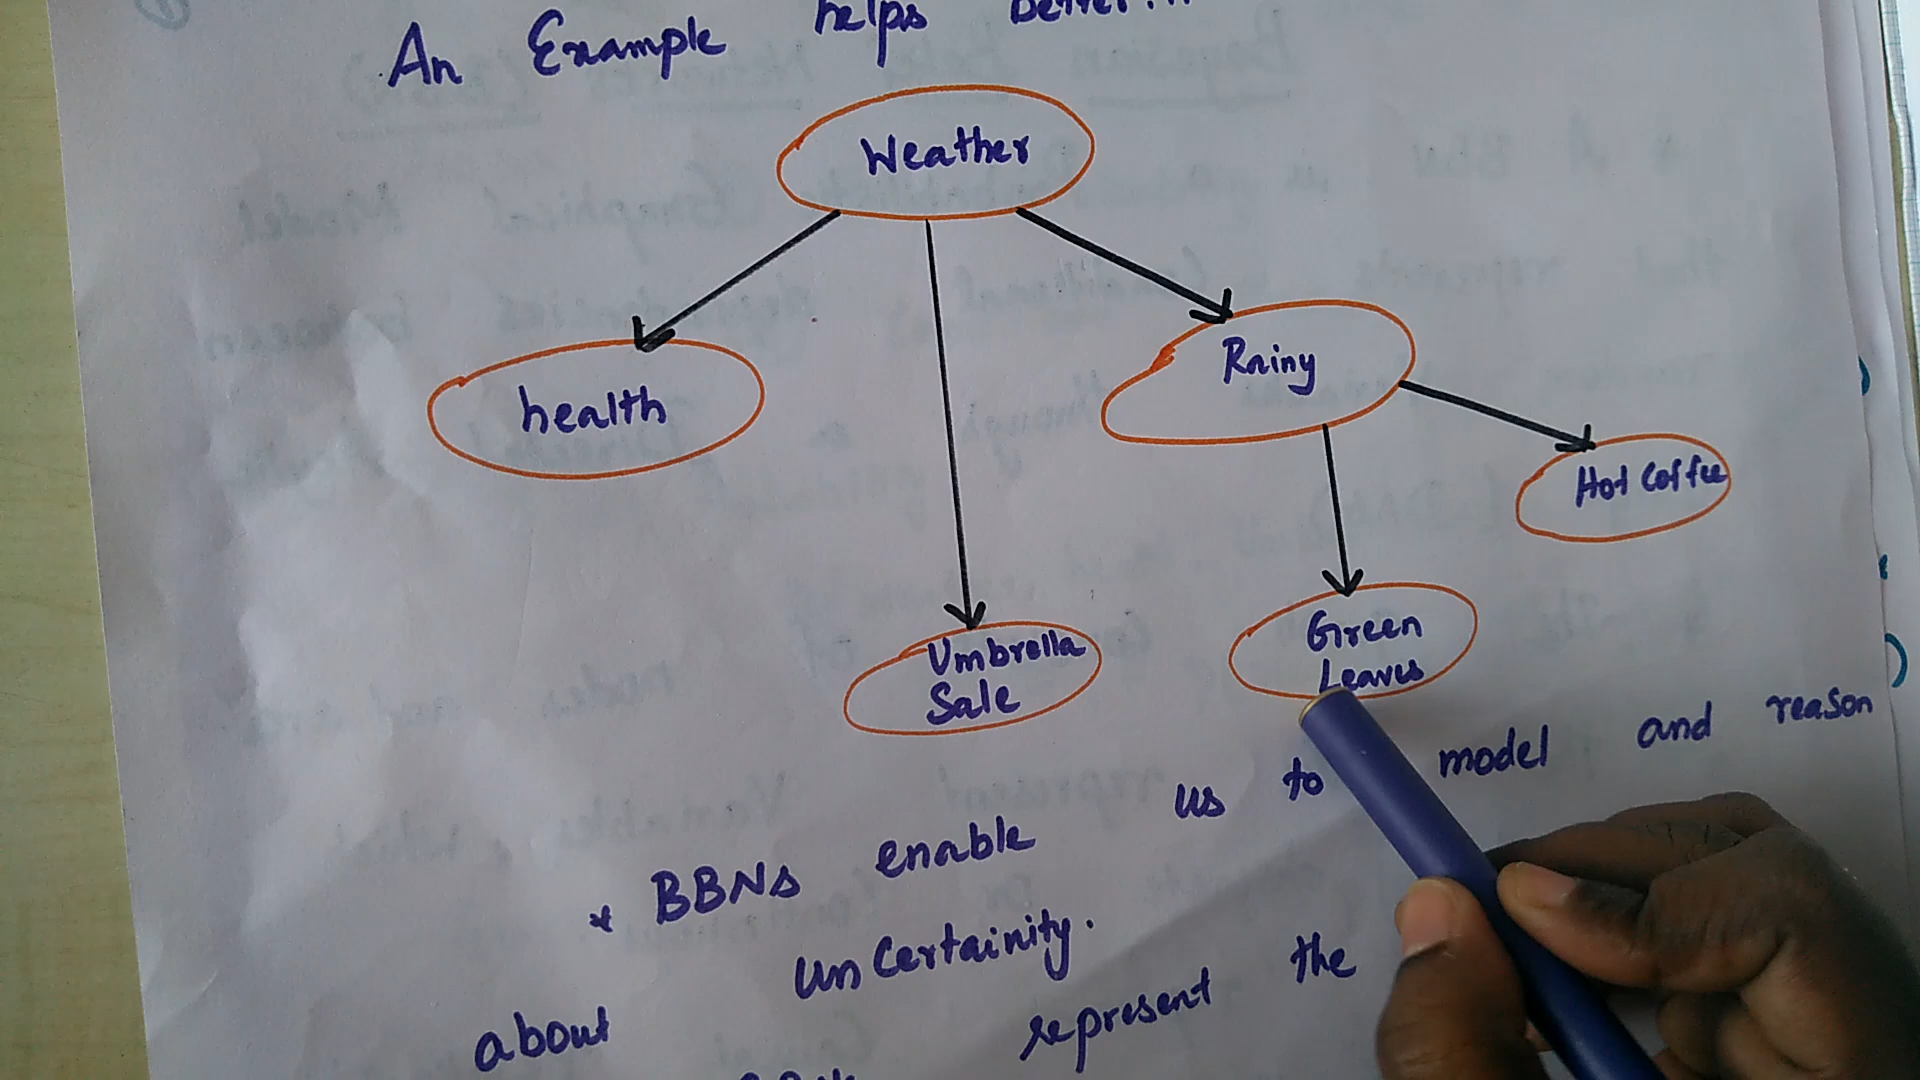 An Example helps better...
Weather
health
Rainy
Hot Coffee
Umbrella
Sale
Green
Leaves
* BBNs enable us to model and reason
about uncertainity.
represent the